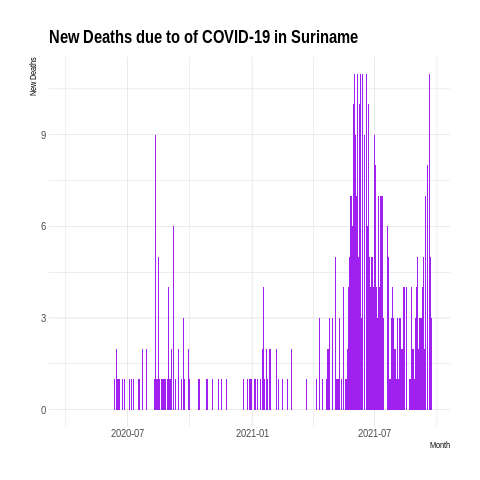 New Deaths due to of COVID-19 in Suriname
New Deaths
9
6
3
0
2020-07
2021-01
2021-07
Month